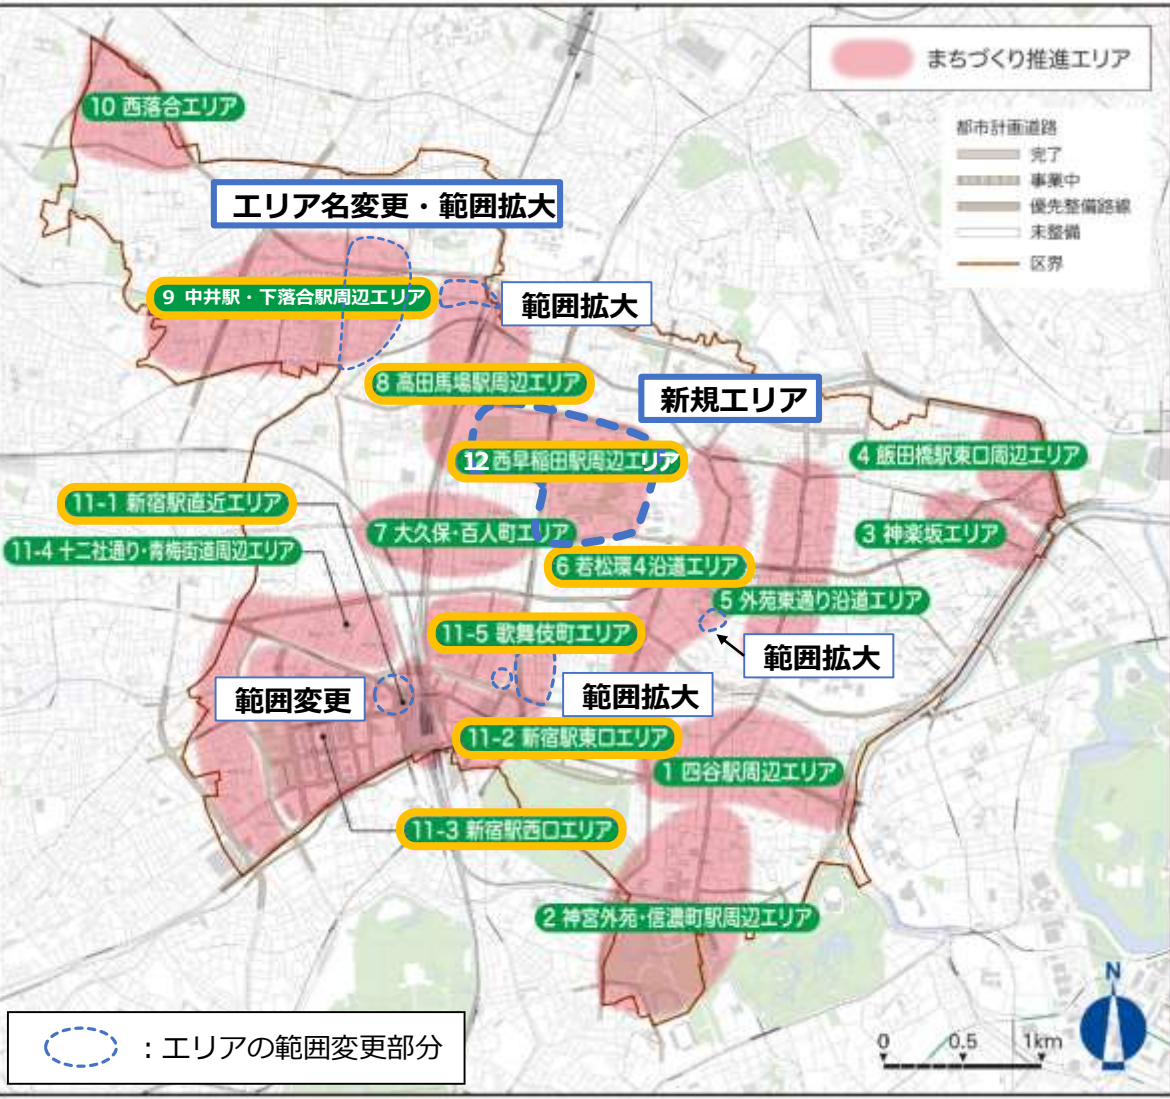 まちづくり推進エリア
都市計画道路
完了
事業中
優先整備路線
未整備
区界
10 西落合エリア
エリア名変更・範囲拡大
9 中井駅・下落合駅周辺エリア
範囲拡大
8 高田馬場駅周辺エリア
新規エリア
12 西早稲田駅周辺エリア
4 飯田橋駅東口周辺エリア
11-1 新宿駅直近エリア
7 大久保・百人町エリア
3 神楽坂エリア
11-4 十二社通り・青梅街道周辺エリア
6 若松環4沿道エリア
5 外苑東通り沿道エリア
11-5 歌舞伎町エリア
範囲拡大
範囲変更
範囲拡大
11-2 新宿駅東口エリア
1 四谷駅周辺エリア
11-3 新宿駅西口エリア
2 神宮外苑・信濃町駅周辺エリア
N
0 0.5 1km
：エリアの範囲変更部分